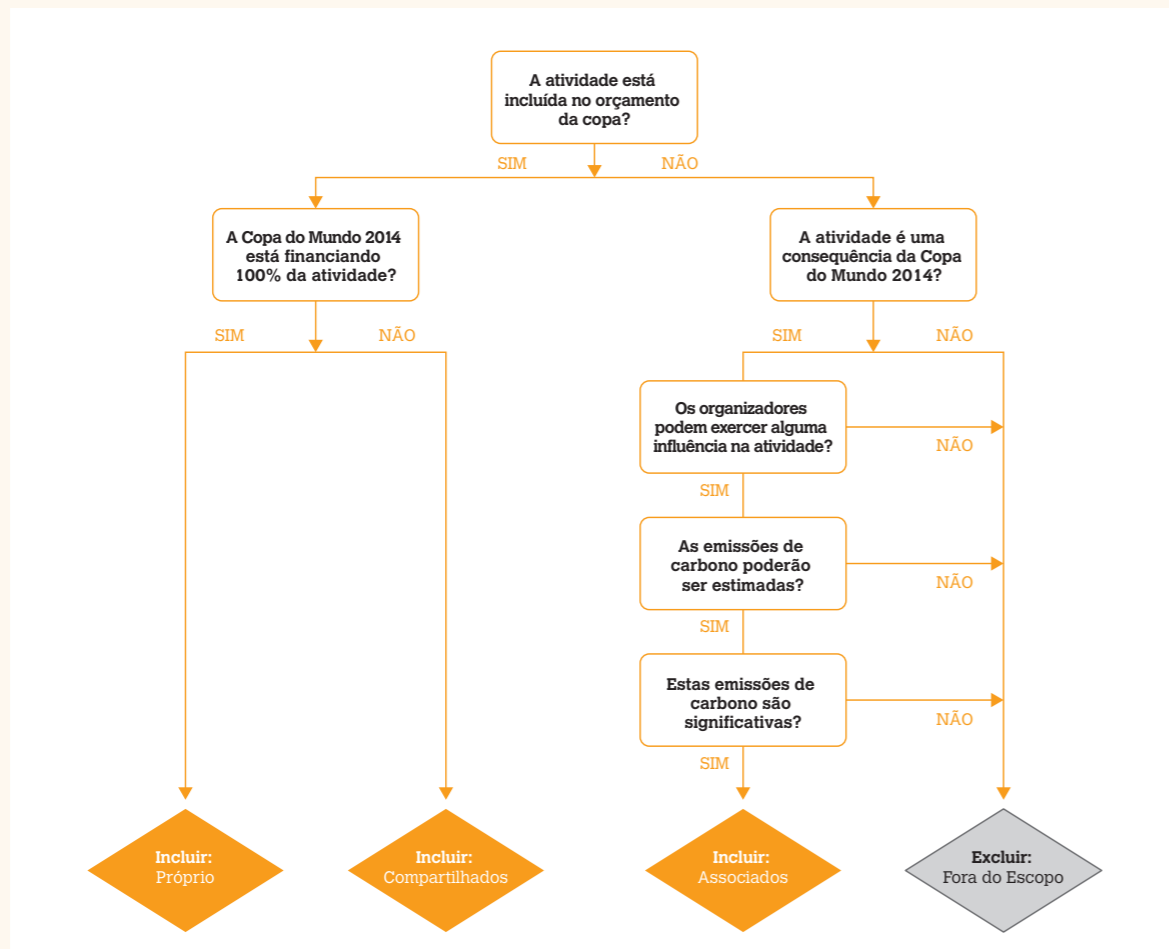 A atividade está
incluída no orçamento
da copa?
SIM
NÃO
A Copa do Mundo 2014
está financiando
100% da atividade?
A atividade é uma
consequência da Copa
do Mundo 2014?
SIM
NÃO
SIM
NÃO
Os organizadores
podem exercer alguma
influência na atividade?
NÃO
SIM
As emissões de
carbono poderão
ser estimadas?
NÃO
SIM
Estas emissões de
carbono são
significativas?
NÃO
SIM
Incluir:
Próprio
Incluir:
Compartilhados
Incluir:
Associados
Excluir:
Fora do Escopo